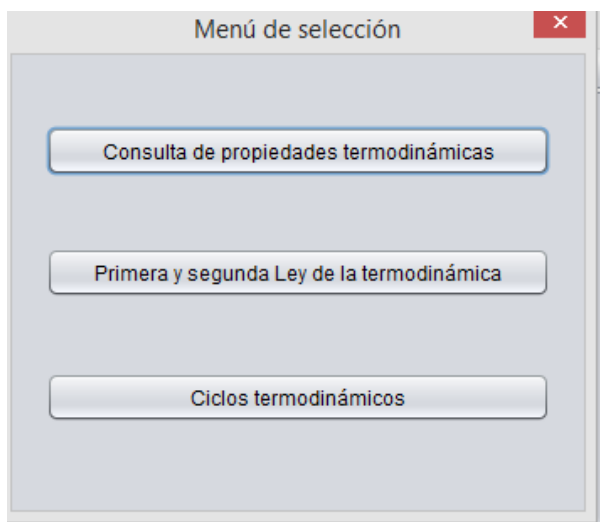 Menú de selección
Consulta de propiedades termodinámicas
Primera y segunda Ley de la termodinámica
Ciclos termodinámicos